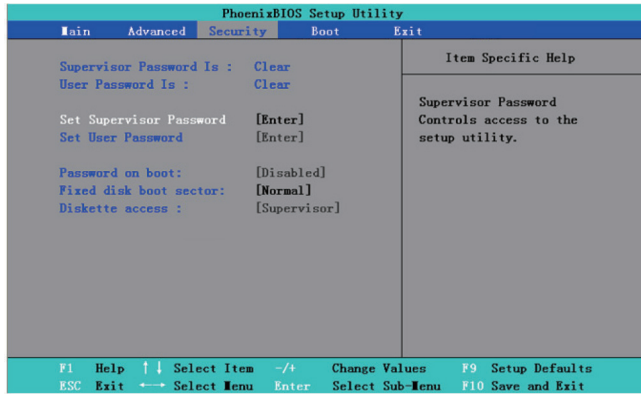 PhoenixBIOS Setup Utility
Main Advanced Security Boot Exit
Supervisor Password Is : Clear
User Password Is : Clear
Set Supervisor Password [Enter]
Set User Password [Enter]
Password on boot: [Disabled]
Fixed disk boot sector: [Normal]
Diskette access : [Supervisor]
Item Specific Help
Supervisor Password
Controls access to the
setup utility.
F1 Help ↑↓ Select Item -/+ Change Values F9 Setup Defaults
ESC Exit ←→ Select Menu Enter Select Sub-Menu F10 Save and Exit